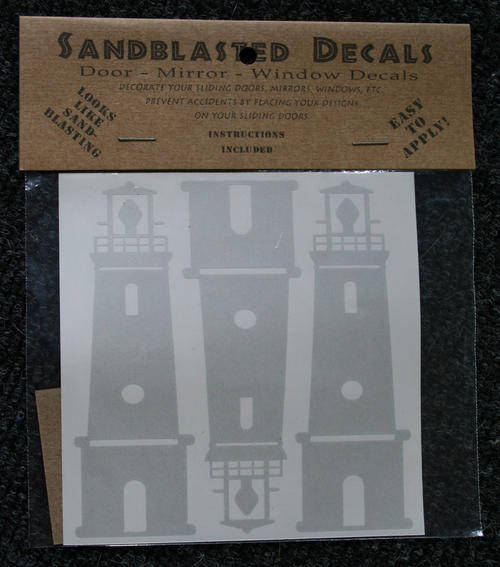 SANDBLASTED DECALS
DOOR - MIRROR - WINDOW DECALS
DECORATE YOUR SLIDING DOORS, MIRRORS, WINDOWS, ETC.
PREVENT ACCIDENTS BY PLACING YOUR DESIGNS
ON YOUR SLIDING DOORS
LOOKS
LIKE
SAND-
BLASTING
INSTRUCTIONS
INCLUDED
EASY
TO
APPLY!